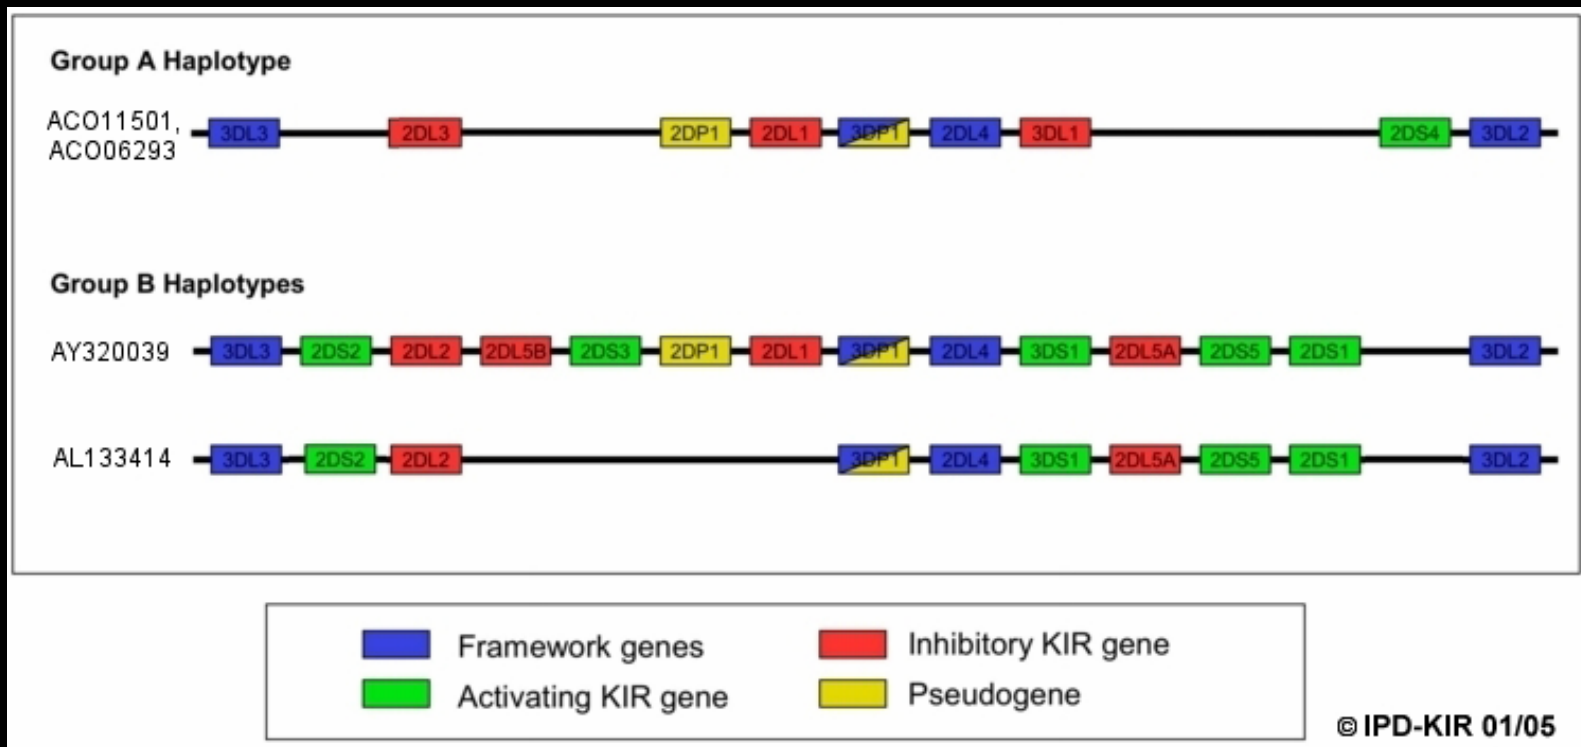 Group A Haplotype
ACO11501,
ACO06293
3DL3 2DL3 2DP1 2DL1 3DP1 2DL4 3DL1 2DS4 3DL2
Group B Haplotypes
AY320039 3DL3 2DS2 2DL2 2DL5B 2DS3 2DP1 2DL1 3DP1 2DL4 3DS1 2DL5A 2DS5 2DS1 3DL2
AL133414 3DL3 2DS2 2DL2 3DP1 2DL4 3DS1 2DL5A 2DS5 2DS1 3DL2
Framework genes Inhibitory KIR gene
Activating KIR gene Pseudogene
© IPD-KIR 01/05